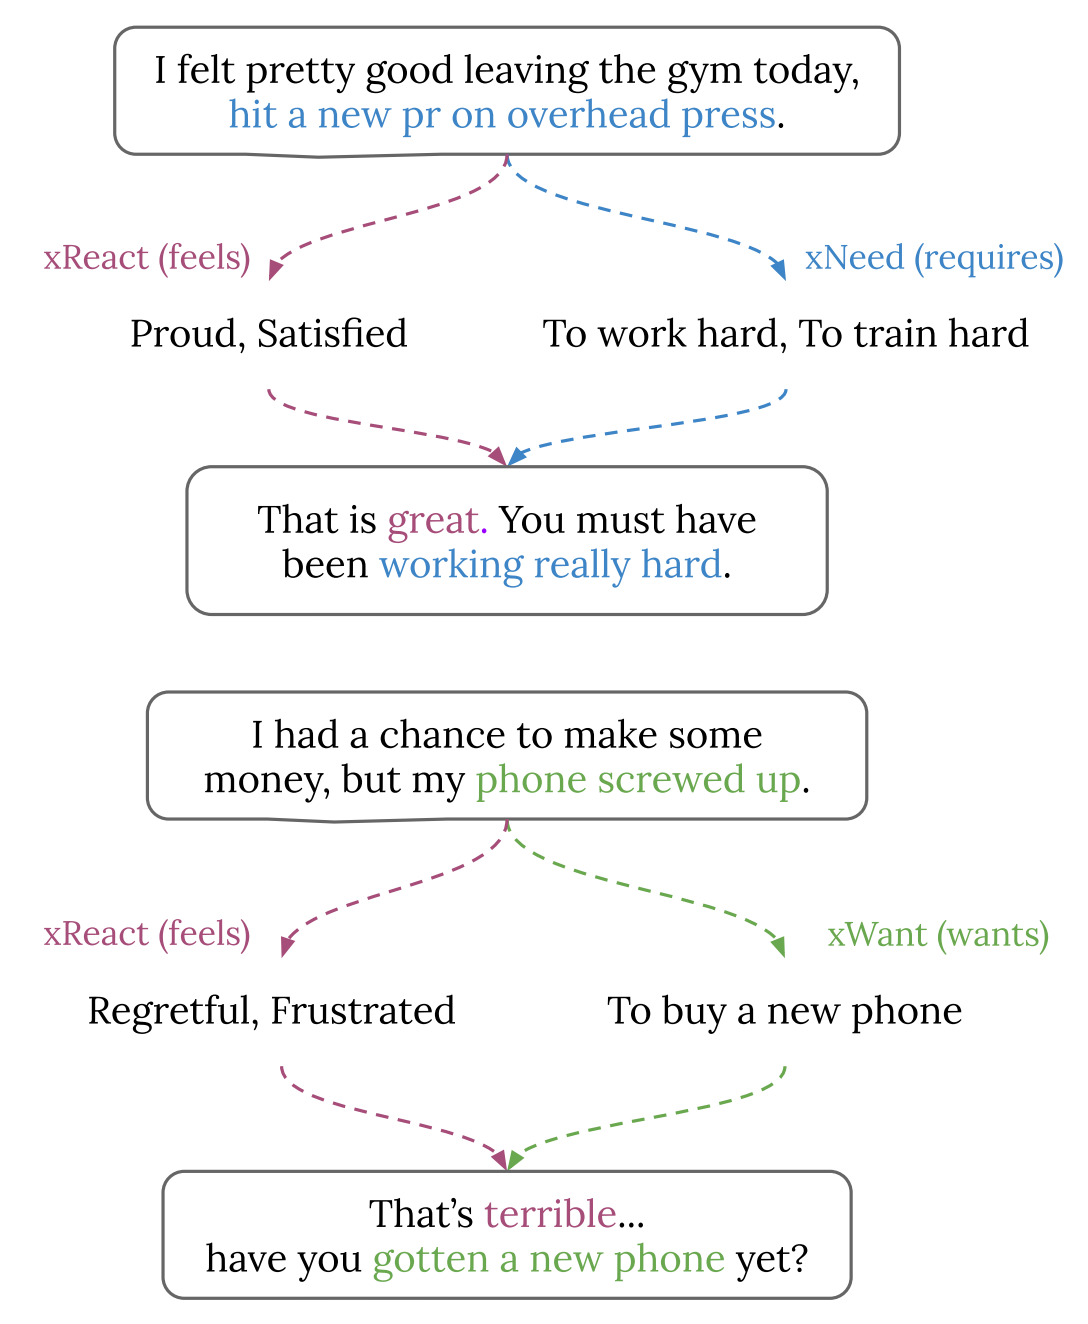 I felt pretty good leaving the gym today,
hit a new pr on overhead press.
xReact (feels)
xNeed (requires)
Proud, Satisfied
To work hard, To train hard
That is great. You must have
been working really hard.
I had a chance to make some
money, but my phone screwed up.
xReact (feels)
xWant (wants)
Regretful, Frustrated
To buy a new phone
That’s terrible...
have you gotten a new phone yet?